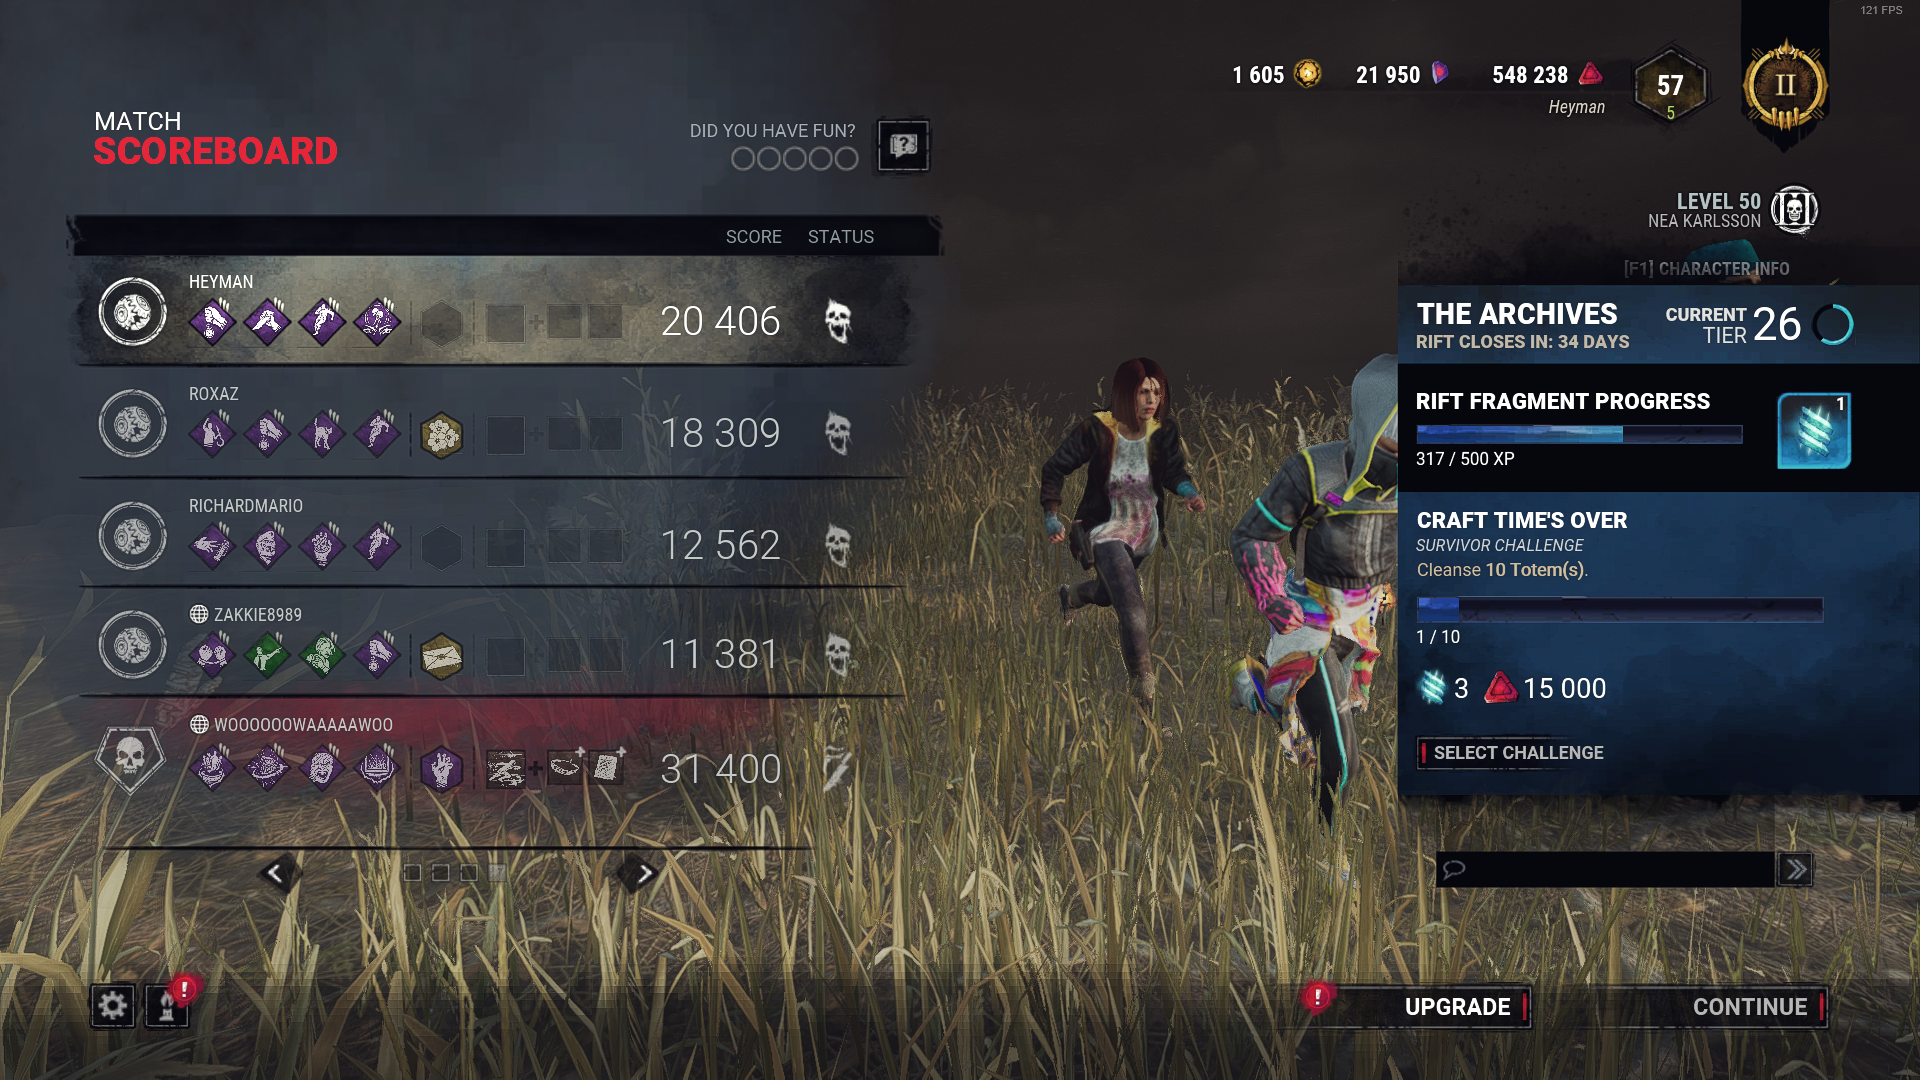 121 FPS
1 605
21 950
548 238
Heyman
57
5
II
MATCH
SCOREBOARD
DID YOU HAVE FUN?
?
LEVEL 50
NEA KARLSSON
[F1] CHARACTER INFO
SCORE STATUS
HEYMAN
20 406
ROXAZ
18 309
RICHARDMARIO
12 562
ZAKKIE8989
11 381
WOOOOOOWAAAAAWOO
31 400
THE ARCHIVES
RIFT CLOSES IN: 34 DAYS
CURRENT
TIER 26
RIFT FRAGMENT PROGRESS
1
317 / 500 XP
CRAFT TIME'S OVER
SURVIVOR CHALLENGE
Cleanse 10 Totem(s).
1 / 10
3 15 000
SELECT CHALLENGE
!
!
UPGRADE
CONTINUE